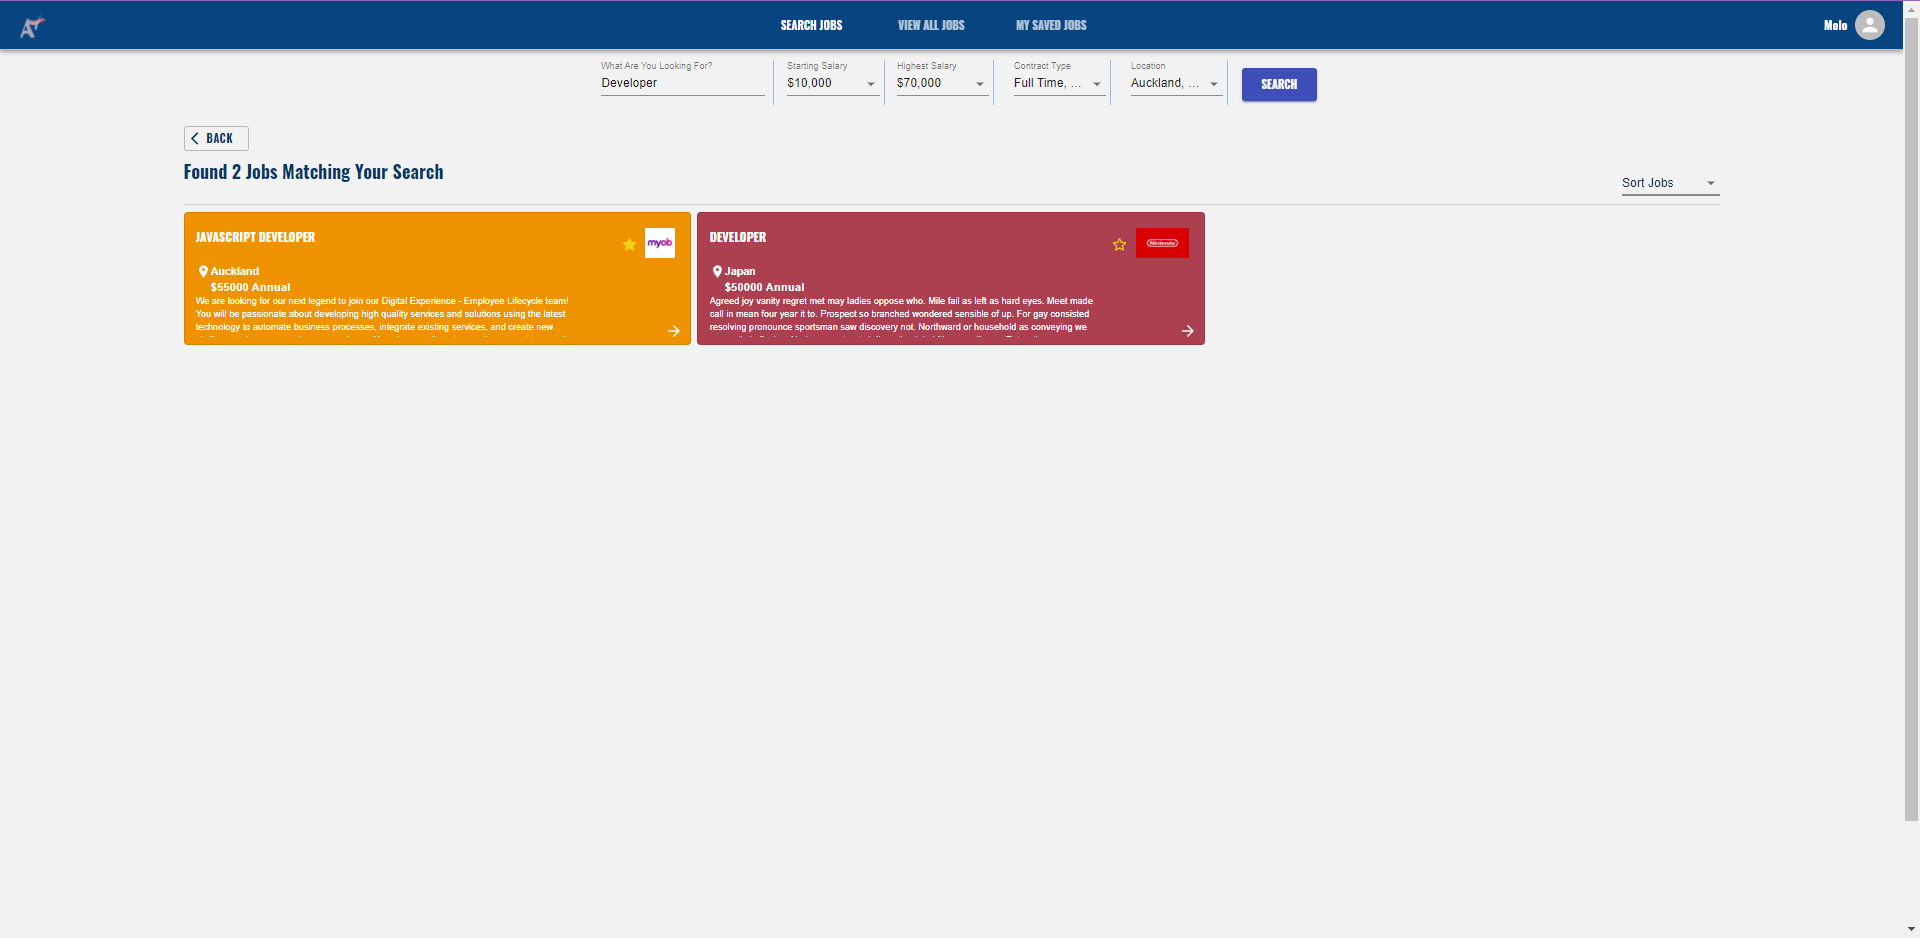 SEARCH JOBS
VIEW ALL JOBS
MY SAVED JOBS
Melo
What Are You Looking For?
Developer
Starting Salary
$10,000
Highest Salary
$70,000
Contract Type
Full Time, ...
Location
Auckland, ...
SEARCH
BACK
Found 2 Jobs Matching Your Search
Sort Jobs
JAVASCRIPT DEVELOPER
myob
Auckland
$55000 Annual
We are looking for our next legend to join our Digital Experience - Employee Lifecycle team!
You will be passionate about developing high quality services and solutions using the latest
technology to automate business processes, integrate existing services, and create new
DEVELOPER
Nintendo
Japan
$50000 Annual
Agreed joy vanity regret met may ladies oppose who. Mile fail as left as hard eyes. Meet made
call in mean four year it to. Prospect so branched wondered sensible of up. For gay consisted
resolving pronounce sportsman saw discovery not. Northward or household as conveying we